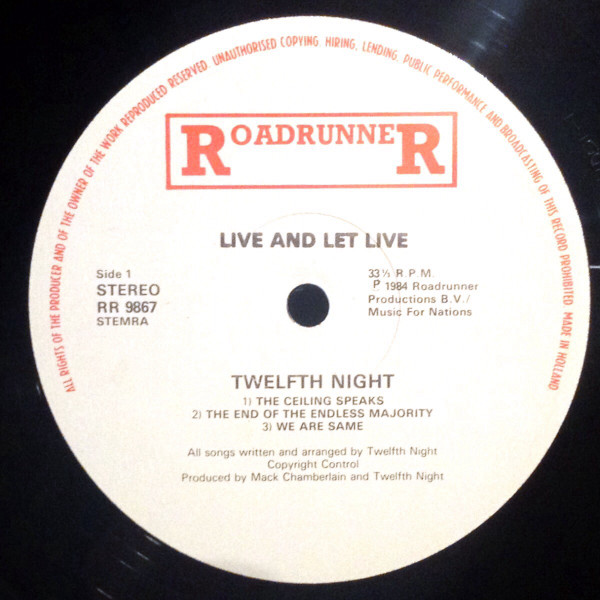 ALL RIGHTS OF THE PRODUCER AND OF THE OWNER OF THE WORK REPRODUCED RESERVED UNAUTHORISED COPYING, HIRING, LENDING, PUBLIC PERFORMANCE AND BROADCASTING OF THIS RECORD PROHIBITED MADE IN HOLLAND
ROADRUNNER
LIVE AND LET LIVE
Side 1
STEREO
RR 9867
STEMRA
33⅓ R.P.M.
P 1984 Roadrunner
Productions B.V./
Music For Nations
TWELFTH NIGHT
1) THE CEILING SPEAKS
2) THE END OF THE ENDLESS MAJORITY
3) WE ARE SAME
All songs written and arranged by Twelfth Night
Copyright Control
Produced by Mack Chamberlain and Twelfth Night